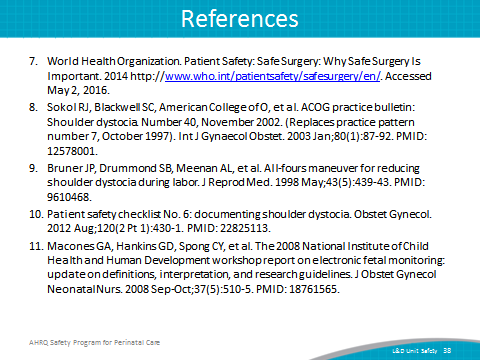 References
7. World Health Organization. Patient Safety: Safe Surgery: Why Safe Surgery Is
Important. 2014 http://www.who.int/patientsafety/safesurgery/en/. Accessed
May 2, 2016.
8. Sokol RJ, Blackwell SC, American College of O, et al. ACOG practice bulletin:
Shoulder dystocia. Number 40, November 2002. (Replaces practice pattern
number 7, October 1997). Int J Gynaecol Obstet. 2003 Jan;80(1):87-92. PMID:
12578001.
9. Bruner JP, Drummond SB, Meenan AL, et al. All-fours maneuver for reducing
shoulder dystocia during labor. J Reprod Med. 1998 May;43(5):439-43. PMID:
9610468.
10. Patient safety checklist No. 6: documenting shoulder dystocia. Obstet Gynecol.
2012 Aug;120(2 Pt 1):430-1. PMID: 22825113.
11. Macones GA, Hankins GD, Spong CY, et al. The 2008 National Institute of Child
Health and Human Development workshop report on electronic fetal monitoring:
update on definitions, interpretation, and research guidelines. J Obstet Gynecol
Neonatal Nurs. 2008 Sep-Oct;37(5):510-5. PMID: 18761565.
AHRQ Safety Program for Perinatal Care
L&D Unit Safety 38